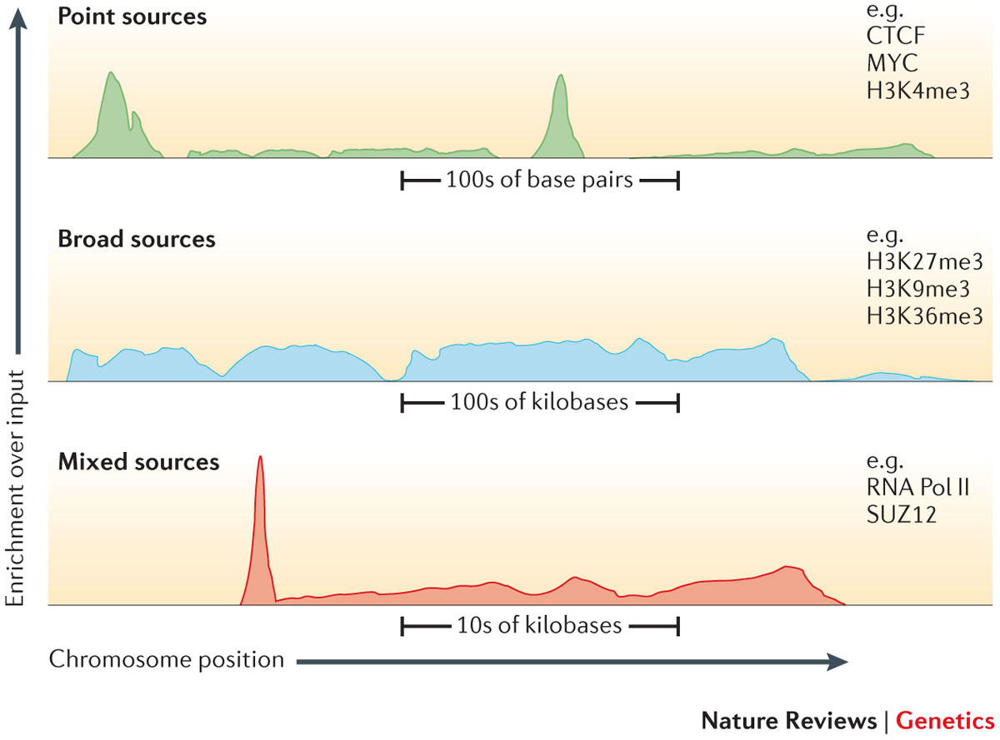 Point sources
e.g.
CTCF
MYC
H3K4me3
100s of base pairs
Broad sources
e.g.
H3K27me3
H3K9me3
H3K36me3
100s of kilobases
Mixed sources
e.g.
RNA Pol II
SUZ12
10s of kilobases
Enrichment over input
Chromosome position
Nature Reviews | Genetics